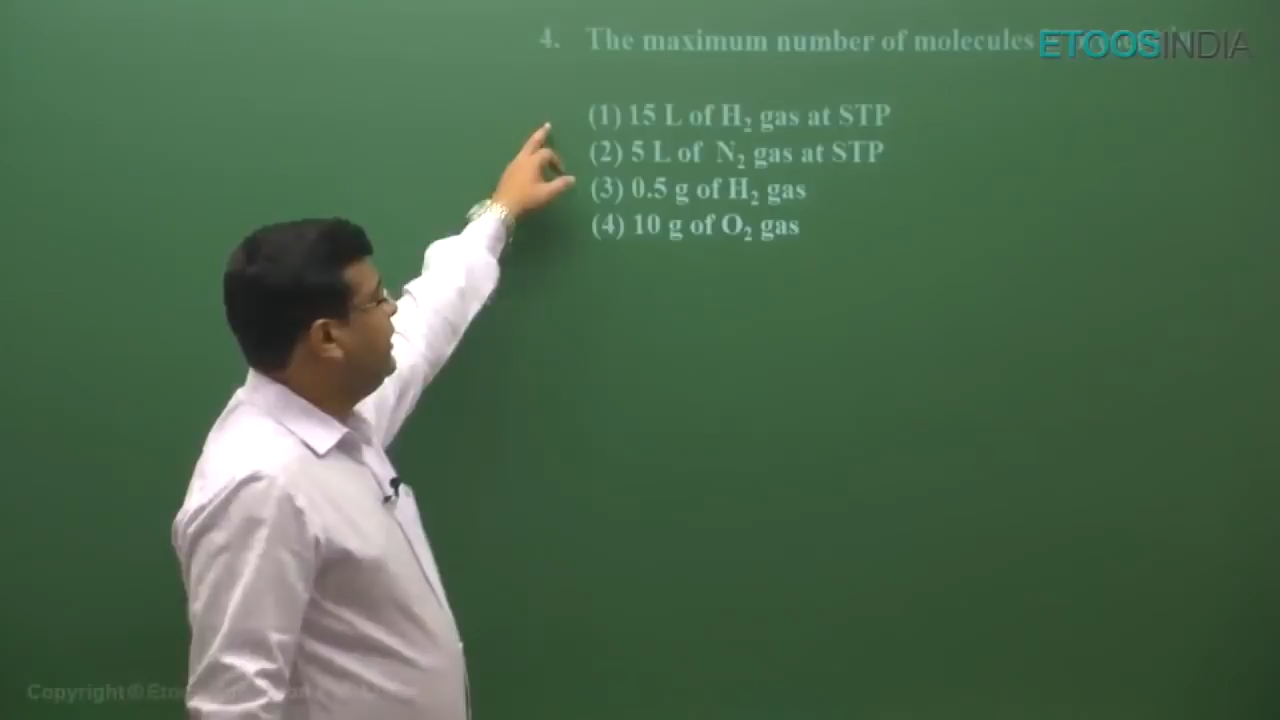 4. The maximum number of molecules
ETOOSINDIA
(1) 15 L of H₂ gas at STP
(2) 5 L of N₂ gas at STP
(3) 0.5 g of H₂ gas
(4) 10 g of O₂ gas
Copyright©